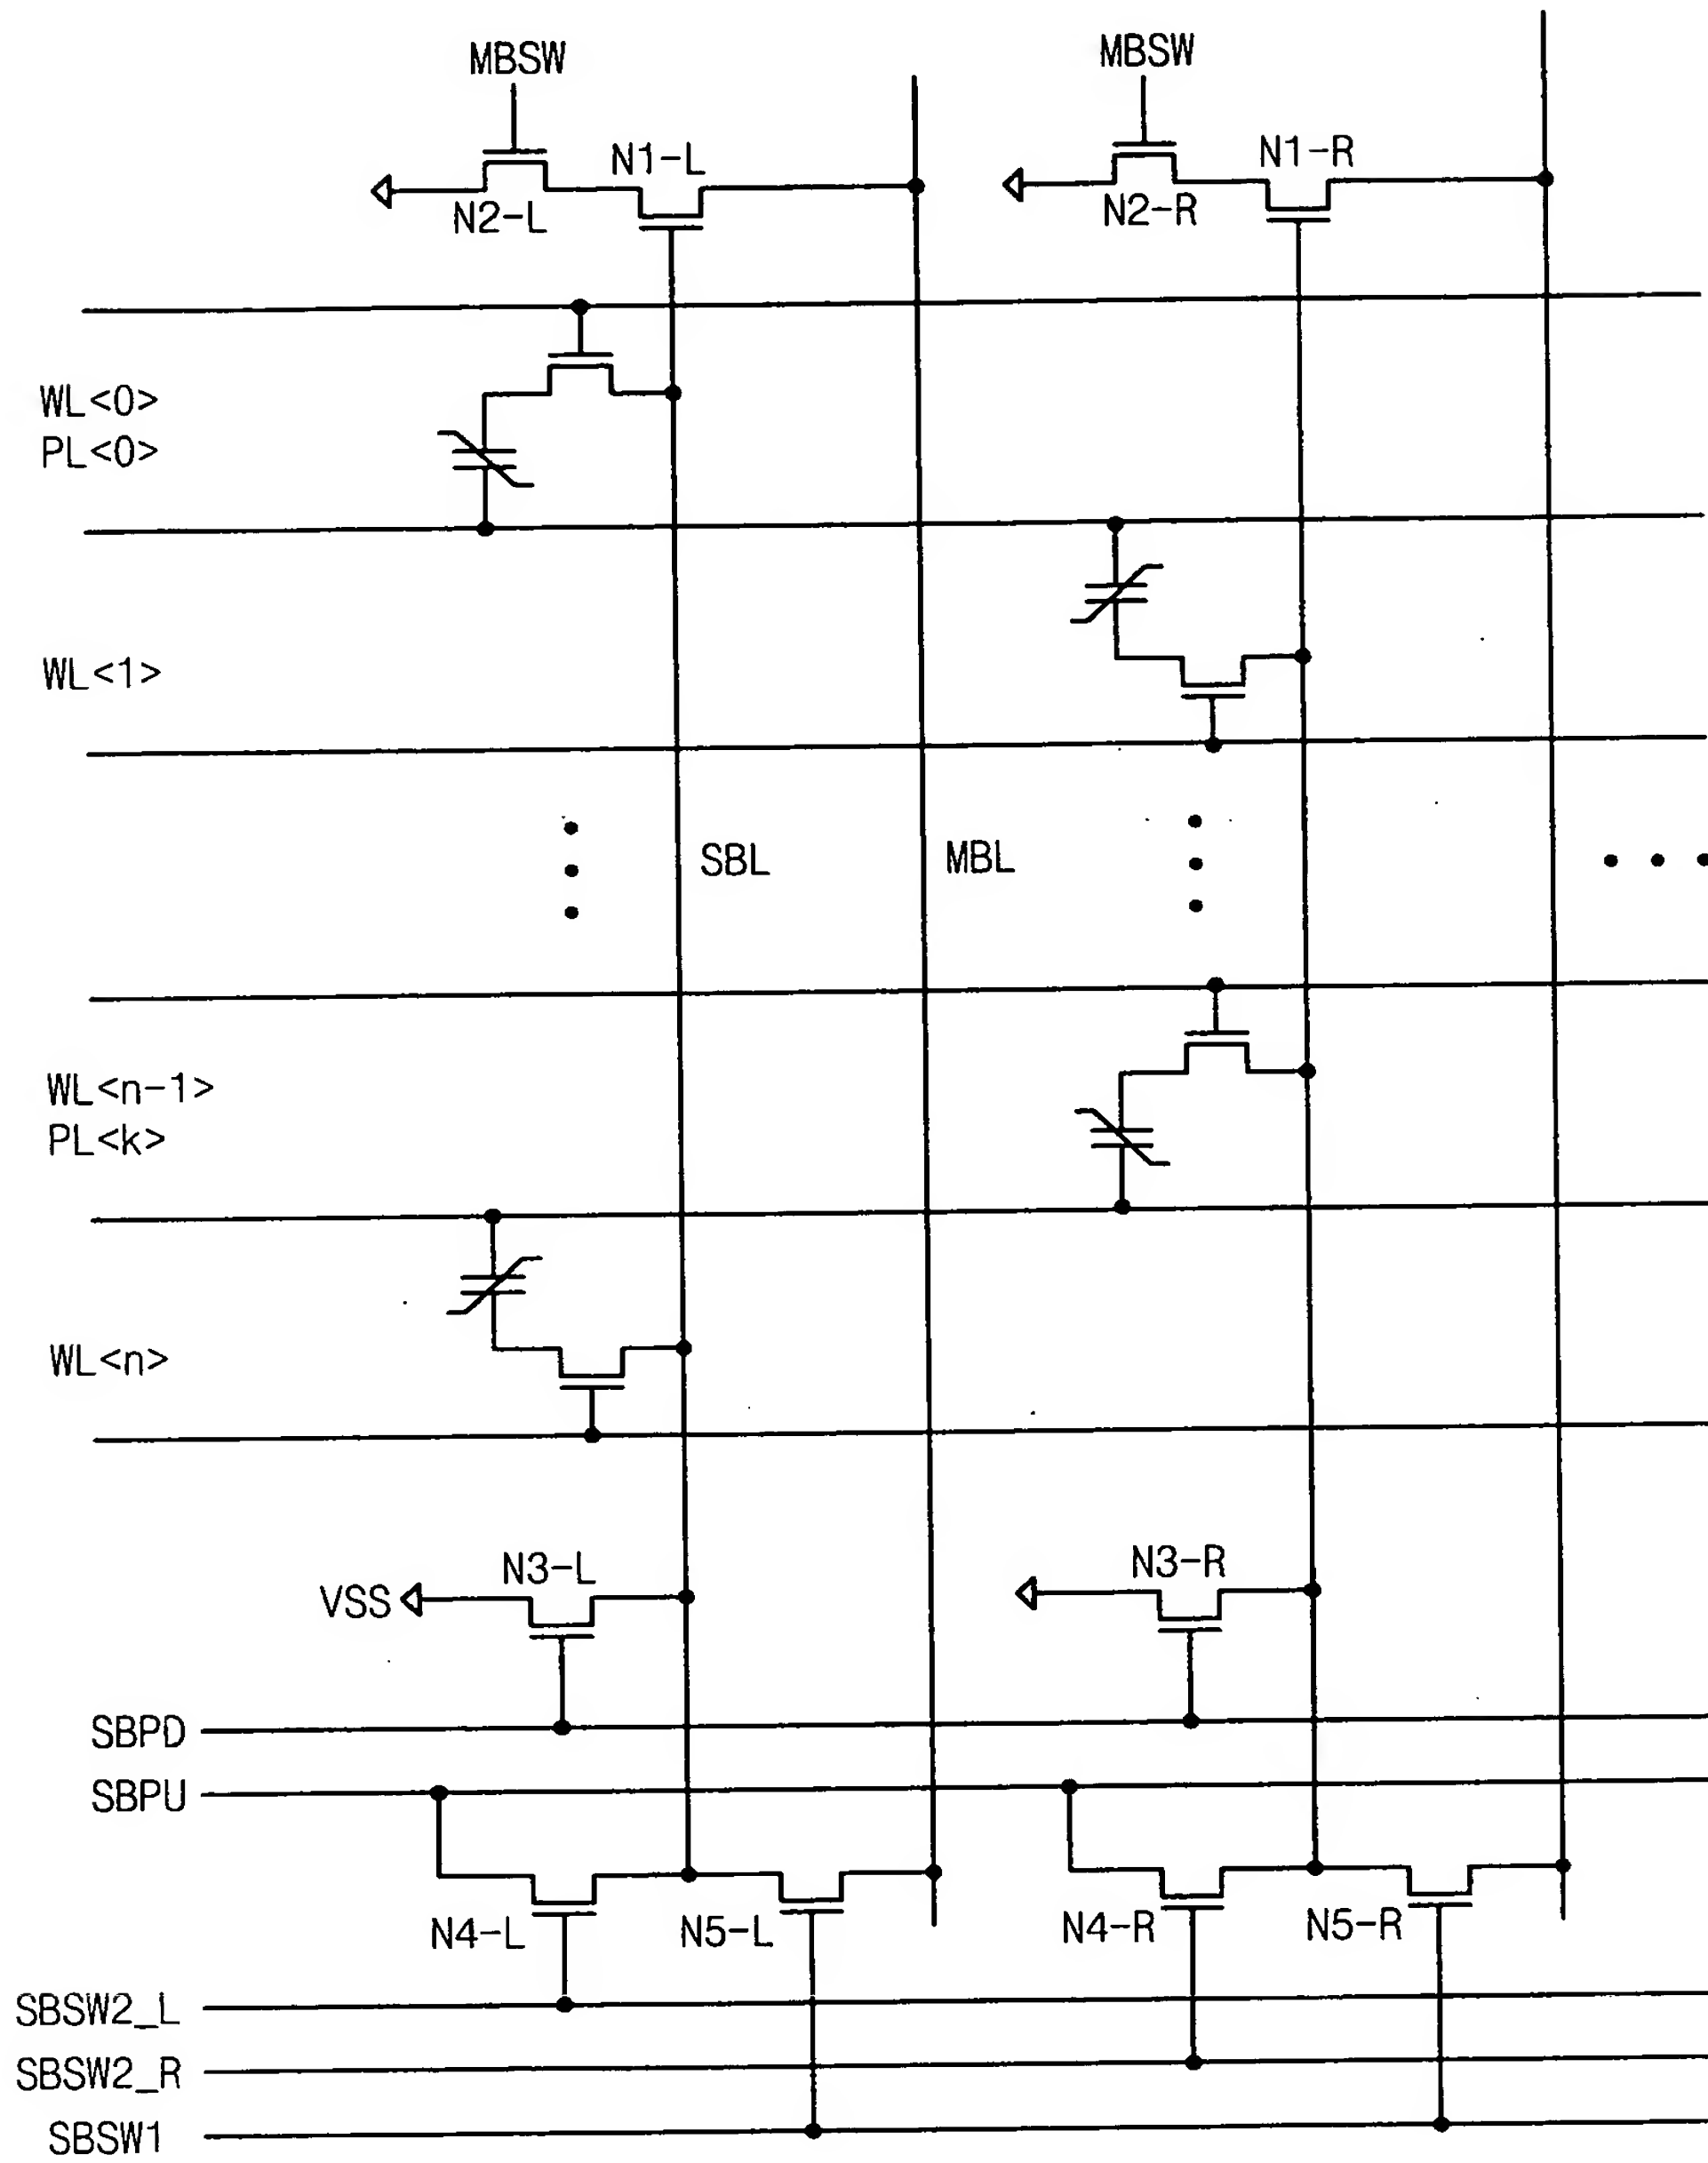 MBSW
MBSW
N1-L
N1-R
N2-L
N2-R
WL<0>
PL<0>
WL<1>
SBL
MBL
WL<n-1>
PL<k>
WL<n>
N3-L
N3-R
VSS
SBPD
SBPU
N4-L
N5-L
N4-R
N5-R
SBSW2_L
SBSW2_R
SBSW1